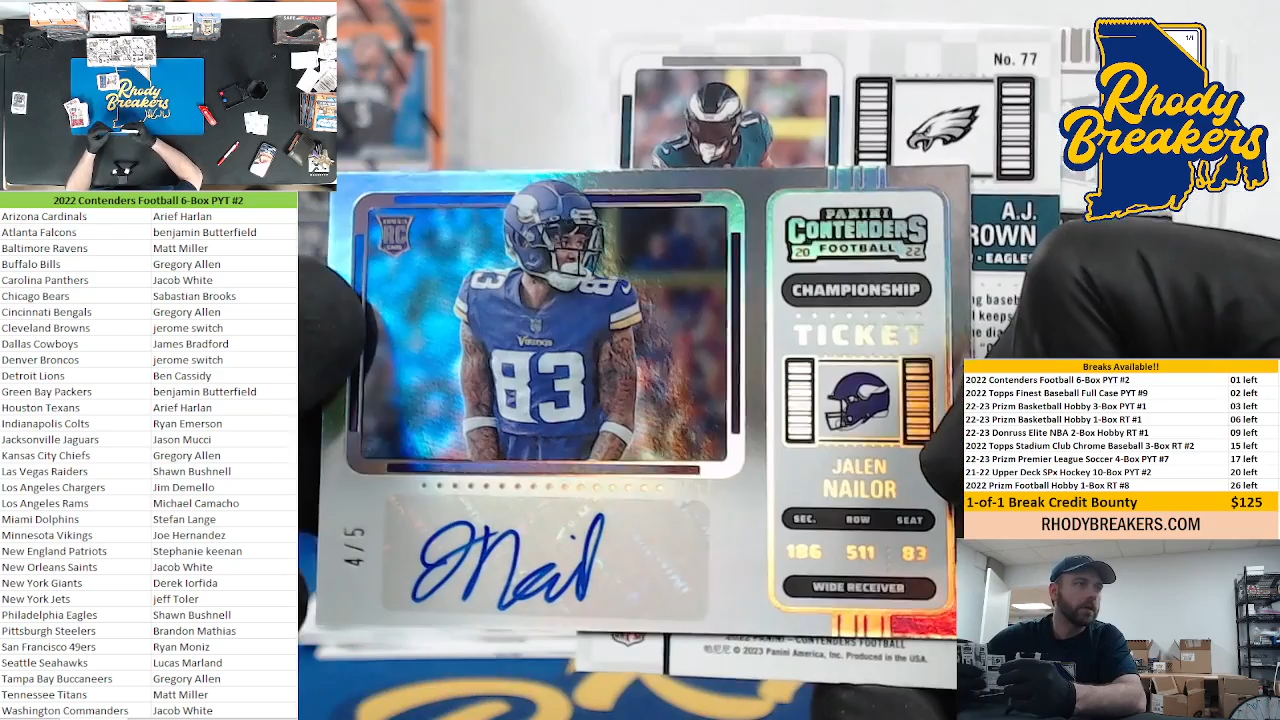 2022 Contenders Football 6-Box PYT #2
Arizona Cardinals Arief Harlan
Atlanta Falcons benjamin Butterfield
Baltimore Ravens Matt Miller
Buffalo Bills Gregory Allen
Carolina Panthers Jacob White
Chicago Bears Sabastian Brooks
Cincinnati Bengals Gregory Allen
Cleveland Browns jerome switch
Dallas Cowboys James Bradford
Denver Broncos jerome switch
Detroit Lions Ben Cassidy
Green Bay Packers benjamin Butterfield
Houston Texans Arief Harlan
Indianapolis Colts Ryan Emerson
Jacksonville Jaguars Jason Mucci
Kansas City Chiefs Gregory Allen
Las Vegas Raiders Shawn Bushnell
Los Angeles Chargers Jim Demello
Los Angeles Rams Michael Camacho
Miami Dolphins Stefan Lange
Minnesota Vikings Joe Hernandez
New England Patriots Stephanie keenan
New Orleans Saints Jacob White
New York Giants Derek Iorfida
New York Jets jeff Toler
Philadelphia Eagles Shawn Bushnell
Pittsburgh Steelers Brandon Mathias
San Francisco 49ers Ryan Moniz
Seattle Seahawks Lucas Marland
Tampa Bay Buccaneers Gregory Allen
Tennessee Titans Matt Miller
Washington Commanders Jacob White
Rhody
Breakers
No. 77
A.J.
ROWN
EAGLES
RC
VIKINGS
83
83
PANINI
CONTENDERS
FOOTBALL
20 22
CHAMPIONSHIP
TICKET
JALEN
NAILOR
SEC. ROW SEAT
186 511 83
WIDE RECEIVER
4/5
2022 PANINI - CONTENDERS FOOTBALL
© 2023 Panini America, Inc. Produced in the USA.
1/1
Rhody
Breakers
Breaks Available!!
2022 Contenders Football 6-Box PYT #2 01 left
2022 Topps Finest Baseball Full Case PYT #9 02 left
22-23 Prizm Basketball Hobby 3-Box PYT #1 03 left
22-23 Prizm Basketball Hobby 1-Box RT #1 06 left
22-23 Donruss Elite NBA 2-Box Hobby RT #1 09 left
2022 Topps Stadium Club Chrome Baseball 3-Box RT #2 15 left
22-23 Prizm Premier League Soccer 4-Box PYT #7 17 left
21-22 Upper Deck SPx Hockey 10-Box PYT #2 20 left
2022 Prizm Football Hobby 1-Box RT #8 26 left
1-of-1 Break Credit Bounty $125
RHODYBREAKERS.COM